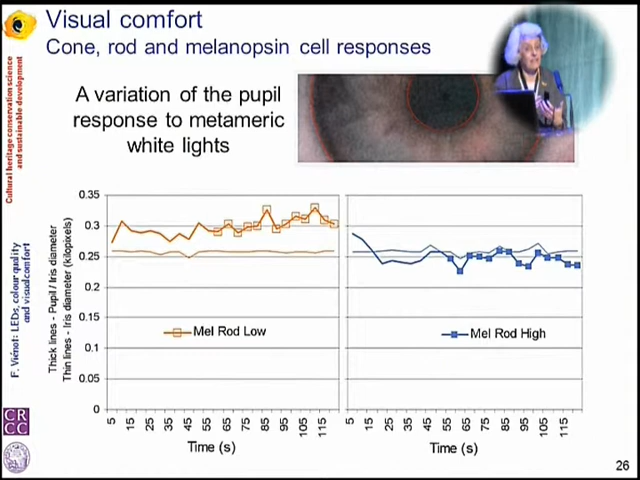 Visual comfort
Cone, rod and melanopsin cell responses
A variation of the pupil
response to metameric
white lights
Cultural heritage conservation science
and sustainable development
F. Viénot: LEDs, colour quality
and visual comfort
CR
CC
Thick lines - Pupil / Iris diameter
Thin lines - Iris diameter (kilopixels)
0.35
0.3
0.25
0.2
0.15
0.1
0.05
0
Mel Rod Low
Mel Rod High
5 15 25 35 45 55 65 75 85 95 105 115
5 15 25 35 45 55 65 75 85 95 105 115
Time (s)
Time (s)
26